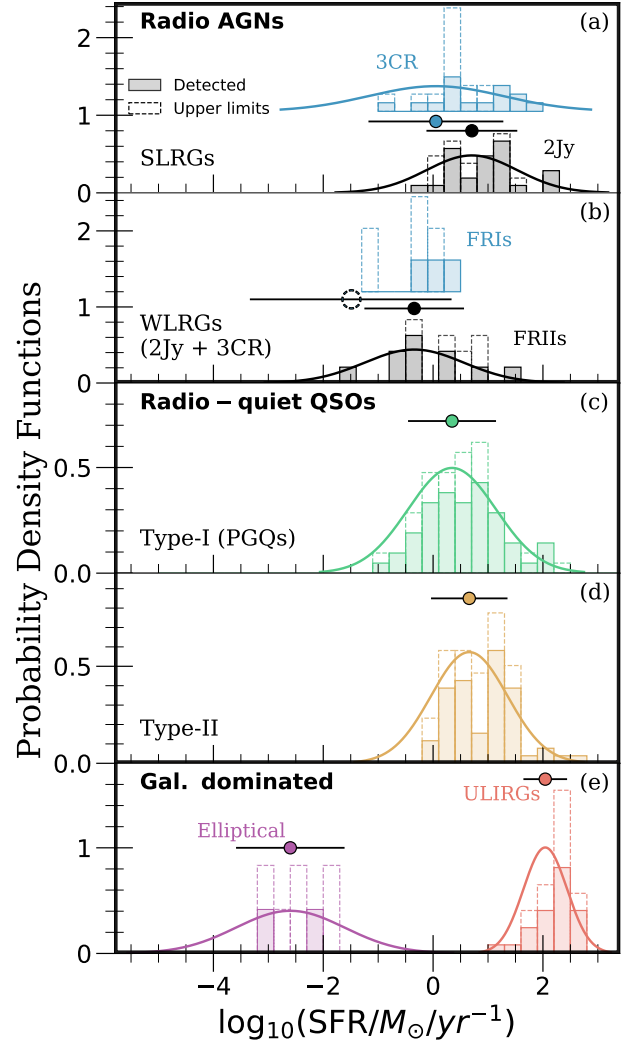 Radio AGNs
(a)
3CR
Detected
Upper limits
SLRGs
2Jy
2
1
0
(b)
FRIs
WLRGs
(2Jy + 3CR)
FRIIs
2
1
0
Radio – quiet QSOs
(c)
Type-I (PGQs)
0.5
0.0
(d)
Type-II
0.5
0.0
Gal. dominated
(e)
ULIRGs
Elliptical
1
0
−4 −2 0 2
log₁₀(SFR/M⊙/yr⁻¹)
Probability Density Functions